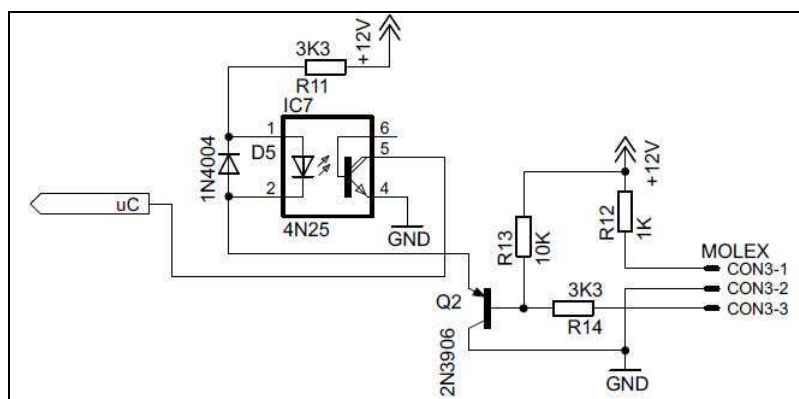 3K3
R11
+12V
IC7
1
6
D5
5
1N4004
2
4
uC
4N25
GND
+12V
R13
10K
R12
1K
MOLEX
CON3-1
CON3-2
CON3-3
Q2
3K3
R14
2N3906
GND